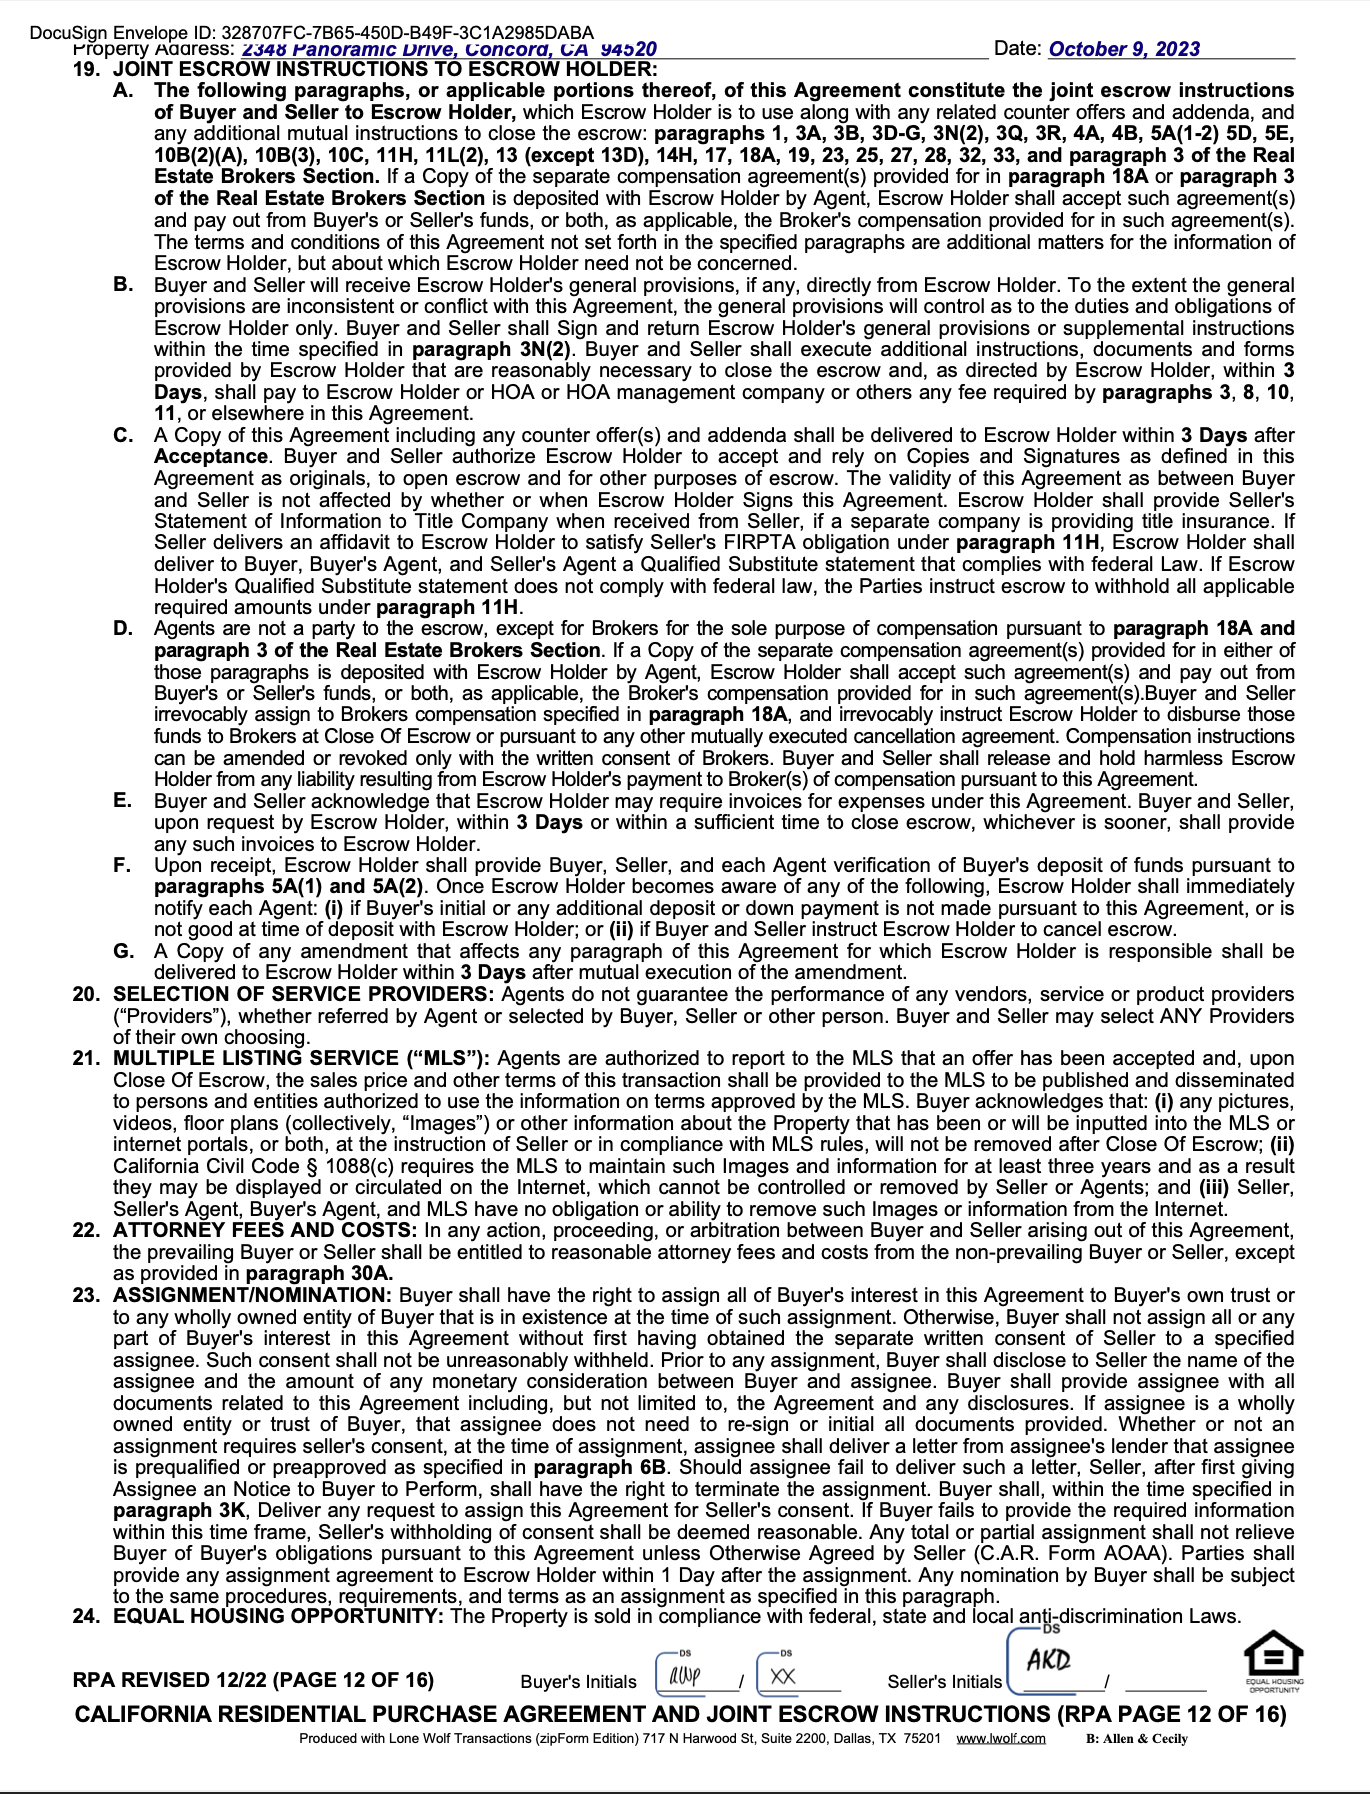 DocuSign Envelope ID: 328707FC-7B65-450D-B49F-3C1A2985DABA
Property Address: 2348 Panoramic Drive, Concord, CA 94520 Date: October 9, 2023
19. JOINT ESCROW INSTRUCTIONS TO ESCROW HOLDER:
A. The following paragraphs, or applicable portions thereof, of this Agreement constitute the joint escrow instructions
of Buyer and Seller to Escrow Holder, which Escrow Holder is to use along with any related counter offers and addenda, and
any additional mutual instructions to close the escrow: paragraphs 1, 3A, 3B, 3D-G, 3N(2), 3Q, 3R, 4A, 4B, 5A(1-2) 5D, 5E,
10B(2)(A), 10B(3), 10C, 11H, 11L(2), 13 (except 13D), 14H, 17, 18A, 19, 23, 25, 27, 28, 32, 33, and paragraph 3 of the Real
Estate Brokers Section. If a Copy of the separate compensation agreement(s) provided for in paragraph 18A or paragraph 3
of the Real Estate Brokers Section is deposited with Escrow Holder by Agent, Escrow Holder shall accept such agreement(s)
and pay out from Buyer's or Seller's funds, or both, as applicable, the Broker's compensation provided for in such agreement(s).
The terms and conditions of this Agreement not set forth in the specified paragraphs are additional matters for the information of
Escrow Holder, but about which Escrow Holder need not be concerned.
B. Buyer and Seller will receive Escrow Holder's general provisions, if any, directly from Escrow Holder. To the extent the general
provisions are inconsistent or conflict with this Agreement, the general provisions will control as to the duties and obligations of
Escrow Holder only. Buyer and Seller shall Sign and return Escrow Holder's general provisions or supplemental instructions
within the time specified in paragraph 3N(2). Buyer and Seller shall execute additional instructions, documents and forms
provided by Escrow Holder that are reasonably necessary to close the escrow and, as directed by Escrow Holder, within 3
Days, shall pay to Escrow Holder or HOA or HOA management company or others any fee required by paragraphs 3, 8, 10,
11, or elsewhere in this Agreement.
C. A Copy of this Agreement including any counter offer(s) and addenda shall be delivered to Escrow Holder within 3 Days after
Acceptance. Buyer and Seller authorize Escrow Holder to accept and rely on Copies and Signatures as defined in this
Agreement as originals, to open escrow and for other purposes of escrow. The validity of this Agreement as between Buyer
and Seller is not affected by whether or when Escrow Holder Signs this Agreement. Escrow Holder shall provide Seller's
Statement of Information to Title Company when received from Seller, if a separate company is providing title insurance. If
Seller delivers an affidavit to Escrow Holder to satisfy Seller's FIRPTA obligation under paragraph 11H, Escrow Holder shall
deliver to Buyer, Buyer's Agent, and Seller's Agent a Qualified Substitute statement that complies with federal Law. If Escrow
Holder's Qualified Substitute statement does not comply with federal law, the Parties instruct escrow to withhold all applicable
required amounts under paragraph 11H.
D. Agents are not a party to the escrow, except for Brokers for the sole purpose of compensation pursuant to paragraph 18A and
paragraph 3 of the Real Estate Brokers Section. If a Copy of the separate compensation agreement(s) provided for in either of
those paragraphs is deposited with Escrow Holder by Agent, Escrow Holder shall accept such agreement(s) and pay out from
Buyer's or Seller's funds, or both, as applicable, the Broker's compensation provided for in such agreement(s).Buyer and Seller
irrevocably assign to Brokers compensation specified in paragraph 18A, and irrevocably instruct Escrow Holder to disburse those
funds to Brokers at Close Of Escrow or pursuant to any other mutually executed cancellation agreement. Compensation instructions
can be amended or revoked only with the written consent of Brokers. Buyer and Seller shall release and hold harmless Escrow
Holder from any liability resulting from Escrow Holder's payment to Broker(s) of compensation pursuant to this Agreement.
E. Buyer and Seller acknowledge that Escrow Holder may require invoices for expenses under this Agreement. Buyer and Seller,
upon request by Escrow Holder, within 3 Days or within a sufficient time to close escrow, whichever is sooner, shall provide
any such invoices to Escrow Holder.
F. Upon receipt, Escrow Holder shall provide Buyer, Seller, and each Agent verification of Buyer's deposit of funds pursuant to
paragraphs 5A(1) and 5A(2). Once Escrow Holder becomes aware of any of the following, Escrow Holder shall immediately
notify each Agent: (i) if Buyer's initial or any additional deposit or down payment is not made pursuant to this Agreement, or is
not good at time of deposit with Escrow Holder; or (ii) if Buyer and Seller instruct Escrow Holder to cancel escrow.
G. A Copy of any amendment that affects any paragraph of this Agreement for which Escrow Holder is responsible shall be
delivered to Escrow Holder within 3 Days after mutual execution of the amendment.
20. SELECTION OF SERVICE PROVIDERS: Agents do not guarantee the performance of any vendors, service or product providers
(“Providers”), whether referred by Agent or selected by Buyer, Seller or other person. Buyer and Seller may select ANY Providers
of their own choosing.
21. MULTIPLE LISTING SERVICE (“MLS”): Agents are authorized to report to the MLS that an offer has been accepted and, upon
Close Of Escrow, the sales price and other terms of this transaction shall be provided to the MLS to be published and disseminated
to persons and entities authorized to use the information on terms approved by the MLS. Buyer acknowledges that: (i) any pictures,
videos, floor plans (collectively, “Images”) or other information about the Property that has been or will be inputted into the MLS or
internet portals, or both, at the instruction of Seller or in compliance with MLS rules, will not be removed after Close Of Escrow; (ii)
California Civil Code § 1088(c) requires the MLS to maintain such Images and information for at least three years and as a result
they may be displayed or circulated on the Internet, which cannot be controlled or removed by Seller or Agents; and (iii) Seller,
Seller's Agent, Buyer's Agent, and MLS have no obligation or ability to remove such Images or information from the Internet.
22. ATTORNEY FEES AND COSTS: In any action, proceeding, or arbitration between Buyer and Seller arising out of this Agreement,
the prevailing Buyer or Seller shall be entitled to reasonable attorney fees and costs from the non-prevailing Buyer or Seller, except
as provided in paragraph 30A.
23. ASSIGNMENT/NOMINATION: Buyer shall have the right to assign all of Buyer's interest in this Agreement to Buyer's own trust or
to any wholly owned entity of Buyer that is in existence at the time of such assignment. Otherwise, Buyer shall not assign all or any
part of Buyer's interest in this Agreement without first having obtained the separate written consent of Seller to a specified
assignee. Such consent shall not be unreasonably withheld. Prior to any assignment, Buyer shall disclose to Seller the name of the
assignee and the amount of any monetary consideration between Buyer and assignee. Buyer shall provide assignee with all
documents related to this Agreement including, but not limited to, the Agreement and any disclosures. If assignee is a wholly
owned entity or trust of Buyer, that assignee does not need to re-sign or initial all documents provided. Whether or not an
assignment requires seller's consent, at the time of assignment, assignee shall deliver a letter from assignee's lender that assignee
is prequalified or preapproved as specified in paragraph 6B. Should assignee fail to deliver such a letter, Seller, after first giving
Assignee an Notice to Buyer to Perform, shall have the right to terminate the assignment. Buyer shall, within the time specified in
paragraph 3K, Deliver any request to assign this Agreement for Seller's consent. If Buyer fails to provide the required information
within this time frame, Seller's withholding of consent shall be deemed reasonable. Any total or partial assignment shall not relieve
Buyer of Buyer's obligations pursuant to this Agreement unless Otherwise Agreed by Seller (C.A.R. Form AOAA). Parties shall
provide any assignment agreement to Escrow Holder within 1 Day after the assignment. Any nomination by Buyer shall be subject
to the same procedures, requirements, and terms as an assignment as specified in this paragraph.
24. EQUAL HOUSING OPPORTUNITY: The Property is sold in compliance with federal, state and local anti-discrimination Laws.
DS DS DS
RPA REVISED 12/22 (PAGE 12 OF 16) Buyer's Initials / XX Seller's Initials AKD /
EQUAL HOUSING
OPPORTUNITY
CALIFORNIA RESIDENTIAL PURCHASE AGREEMENT AND JOINT ESCROW INSTRUCTIONS (RPA PAGE 12 OF 16)
Produced with Lone Wolf Transactions (zipForm Edition) 717 N Harwood St, Suite 2200, Dallas, TX 75201 www.lwolf.com B: Allen & Cecily